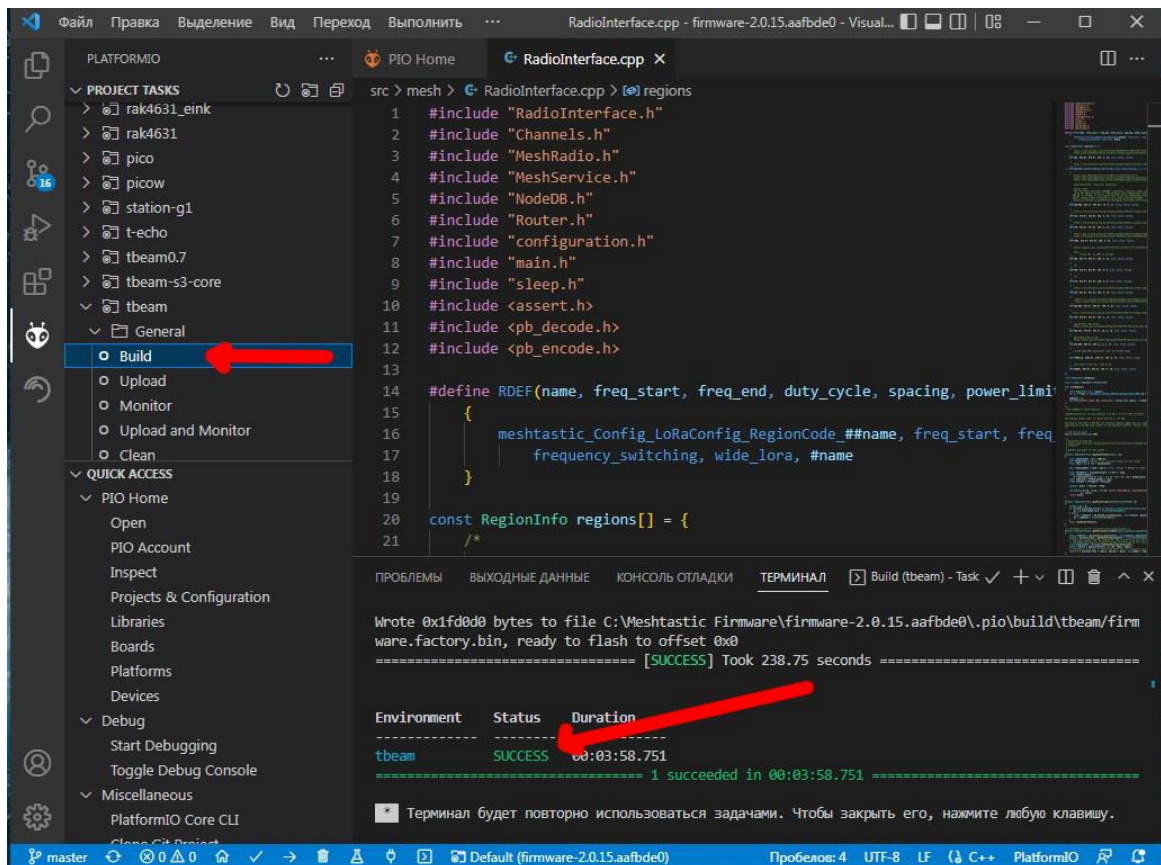 Файл Правка Выделение Вид Переход Выполнить ··· RadioInterface.cpp - firmware-2.0.15.aafbde0 - Visual...
PLATFORMIO ···
PROJECT TASKS
rak4631_eink
rak4631
pico
picow
station-g1
t-echo
tbeam0.7
tbeam-s3-core
tbeam
General
Build
Upload
Monitor
Upload and Monitor
Clean
QUICK ACCESS
PIO Home
Open
PIO Account
Inspect
Projects & Configuration
Libraries
Boards
Platforms
Devices
Debug
Start Debugging
Toggle Debug Console
Miscellaneous
PlatformIO Core CLI
Clone Git Project
16
PIO Home RadioInterface.cpp
src > mesh > RadioInterface.cpp > regions
1 #include "RadioInterface.h"
2 #include "Channels.h"
3 #include "MeshRadio.h"
4 #include "MeshService.h"
5 #include "NodeDB.h"
6 #include "Router.h"
7 #include "configuration.h"
8 #include "main.h"
9 #include "sleep.h"
10 #include <assert.h>
11 #include <pb_decode.h>
12 #include <pb_encode.h>
13
14 #define RDEF(name, freq_start, freq_end, duty_cycle, spacing, power_limi
15 {
16 meshtastic_Config_LoRaConfig_RegionCode_##name, freq_start, freq_
17 frequency_switching, wide_lora, #name
18 }
19
20 const RegionInfo regions[] = {
21 /*
ПРОБЛЕМЫ ВЫХОДНЫЕ ДАННЫЕ КОНСОЛЬ ОТЛАДКИ ТЕРМИНАЛ Build (tbeam) - Task
Wrote 0x1fd0d0 bytes to file C:\Meshtastic Firmware\firmware-2.0.15.aafbde0\.pio\build\tbeam/firm
ware.factory.bin, ready to flash to offset 0x0
================================= [SUCCESS] Took 238.75 seconds =================================
Environment Status Duration
------------- -------- ------------
tbeam SUCCESS 00:03:58.751
================================== 1 succeeded in 00:03:58.751 ==================================
* Терминал будет повторно использоваться задачами. Чтобы закрыть его, нажмите любую клавишу.
master 0 0 Default (firmware-2.0.15.aafbde0) Пробелов: 4 UTF-8 LF C++ PlatformIO